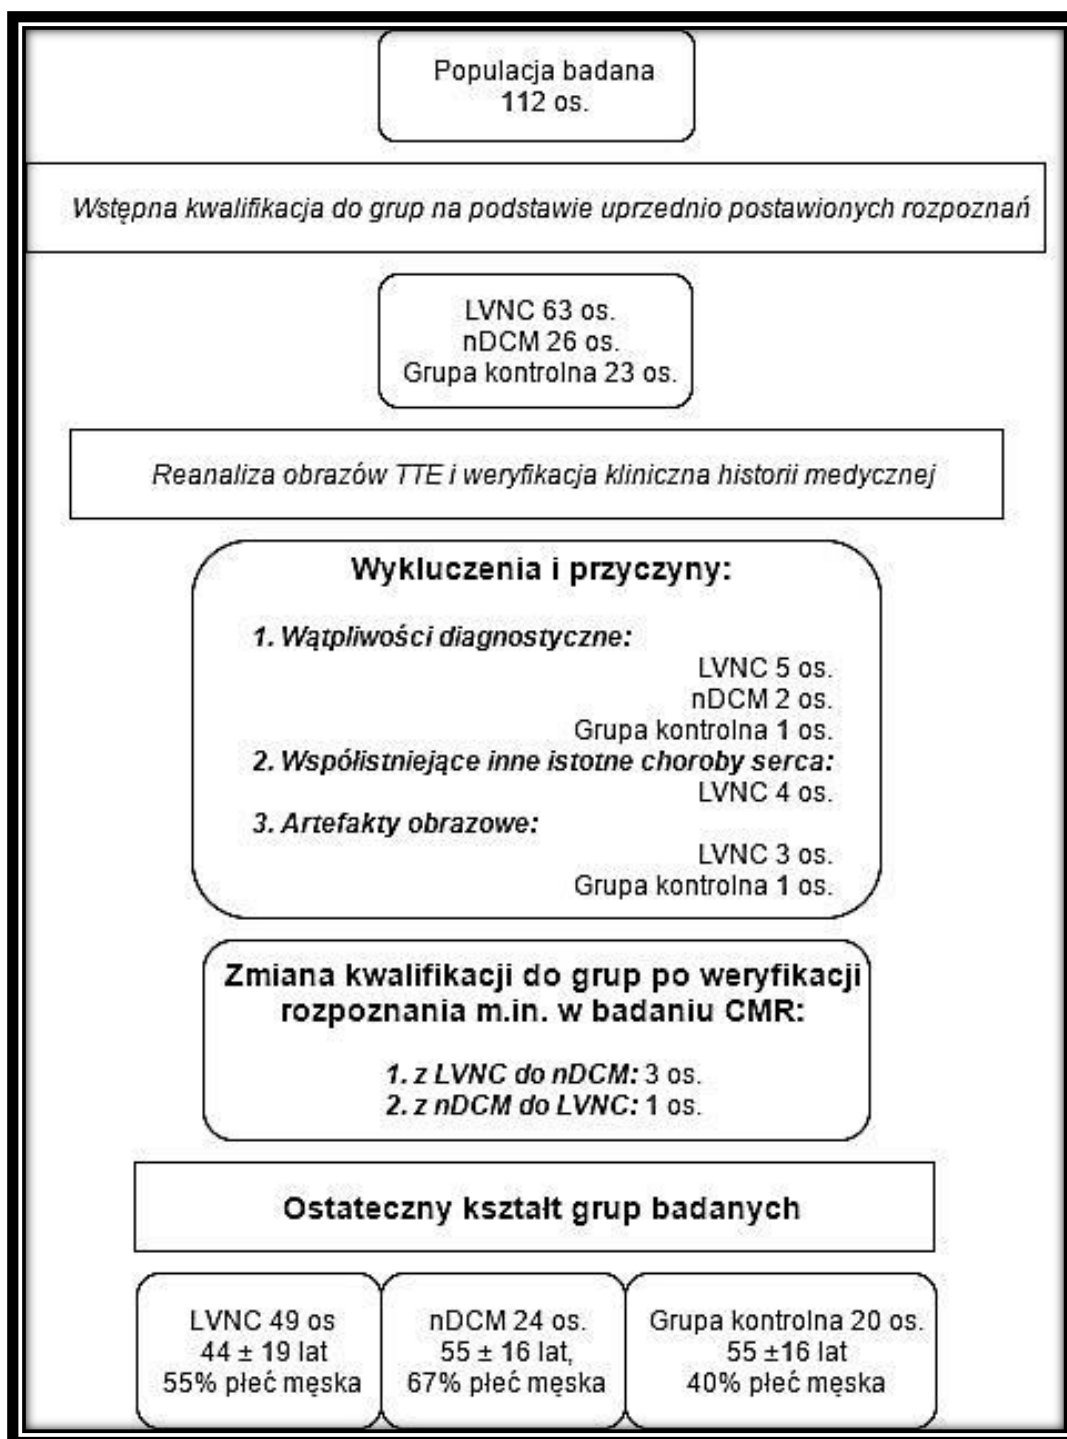 Populacja badana
112 os.
Wstępna kwalifikacja do grup na podstawie uprzednio postawionych rozpoznań
LVNC 63 os.
nDCM 26 os.
Grupa kontrolna 23 os.
Reanaliza obrazów TTE i weryfikacja kliniczna historii medycznej
Wykluczenia i przyczyny:
1. Wątpliwości diagnostyczne:
LVNC 5 os.
nDCM 2 os.
Grupa kontrolna 1 os.
2. Współistniejące inne istotne choroby serca:
LVNC 4 os.
3. Artefakty obrazowe:
LVNC 3 os.
Grupa kontrolna 1 os.
Zmiana kwalifikacji do grup po weryfikacji
rozpoznania m.in. w badaniu CMR:
1. z LVNC do nDCM: 3 os.
2. z nDCM do LVNC: 1 os.
Ostateczny kształt grup badanych
LVNC 49 os
44 ± 19 lat
55% płeć męska
nDCM 24 os.
55 ± 16 lat,
67% płeć męska
Grupa kontrolna 20 os.
55 ±16 lat
40% płeć męska